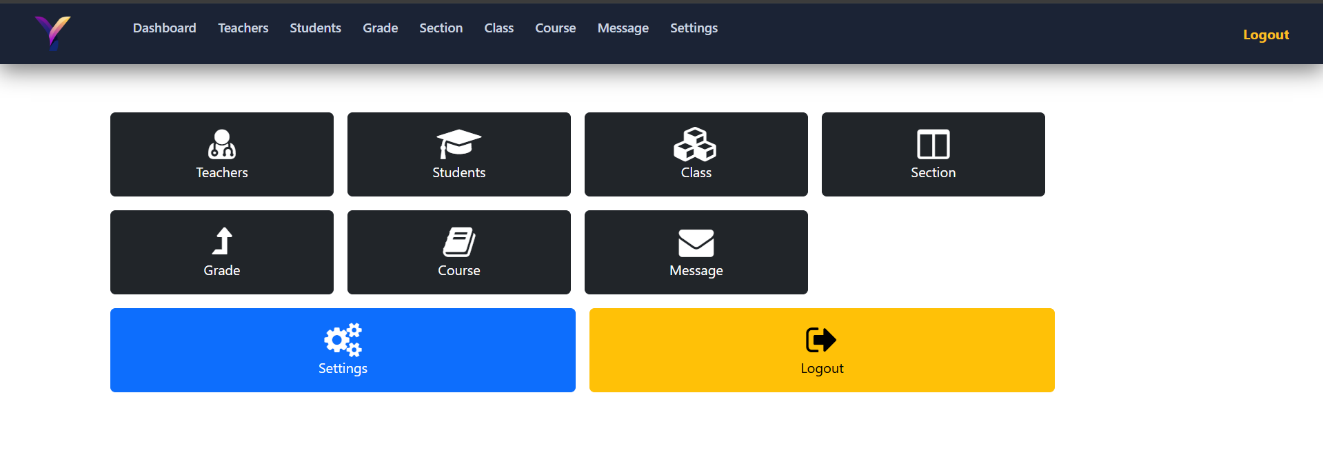 Dashboard Teachers Students Grade Section Class Course Message Settings Logout
Teachers Students Class Section
Grade Course Message
Settings Logout